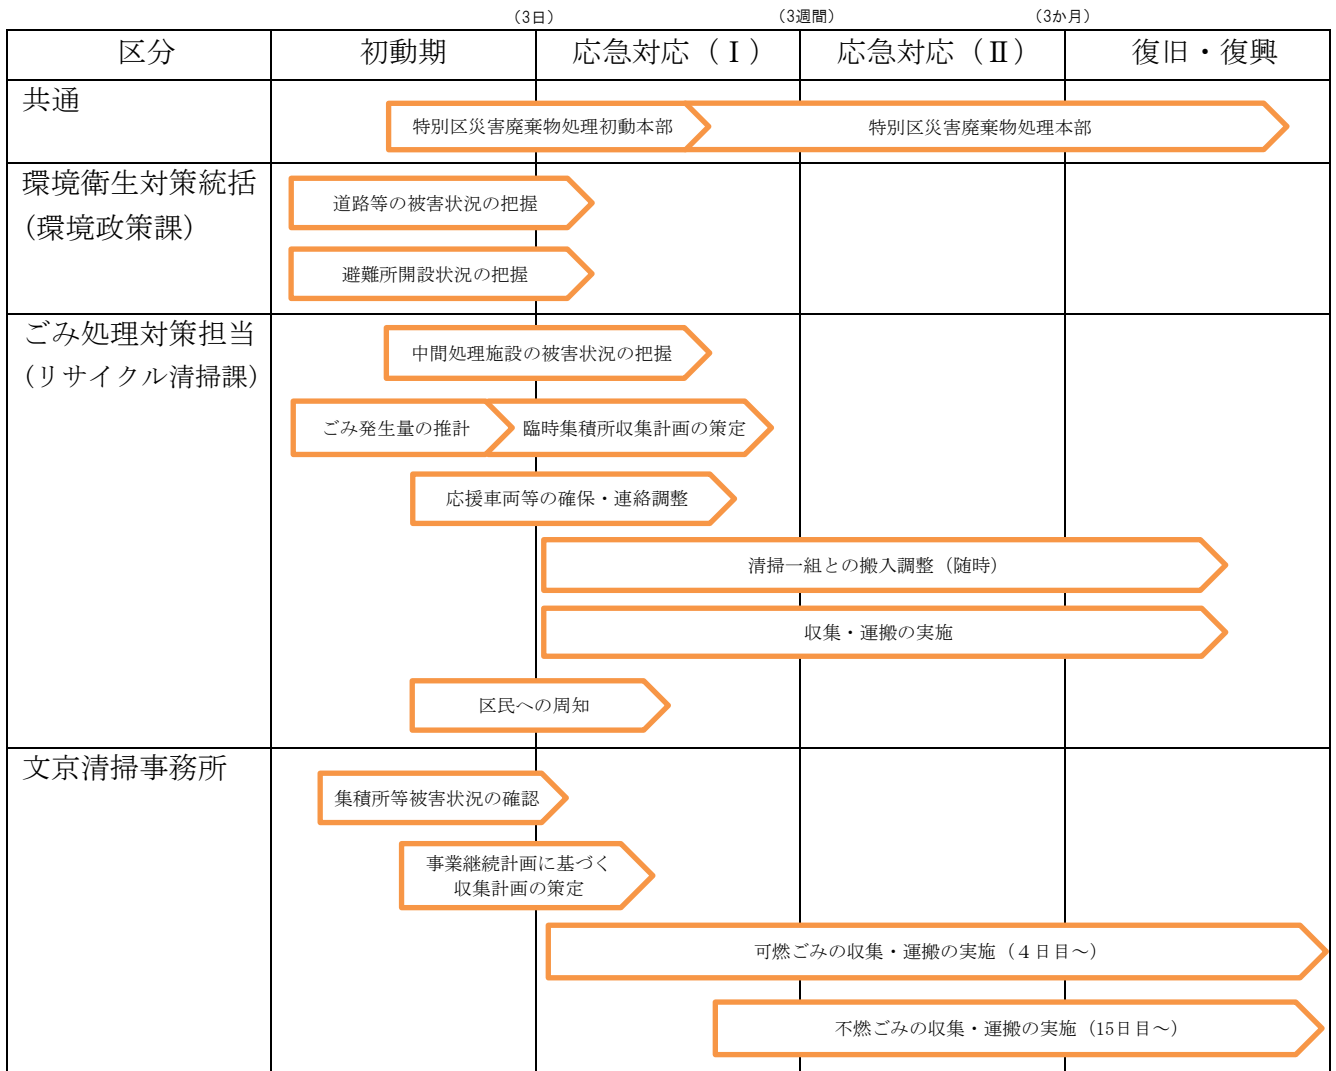 （3日）
（3週間）
（3か月）
区分
初動期
応急対応（Ⅰ）
応急対応（Ⅱ）
復旧・復興
共通
特別区災害廃棄物処理初動本部
特別区災害廃棄物処理本部
環境衛生対策統括
（環境政策課）
道路等の被害状況の把握
避難所開設状況の把握
ごみ処理対策担当
（リサイクル清掃課）
中間処理施設の被害状況の把握
ごみ発生量の推計
臨時集積所収集計画の策定
応援車両等の確保・連絡調整
清掃一組との搬入調整（随時）
収集・運搬の実施
区民への周知
文京清掃事務所
集積所等被害状況の確認
事業継続計画に基づく
収集計画の策定
可燃ごみの収集・運搬の実施（４日目～）
不燃ごみの収集・運搬の実施（15日目～）